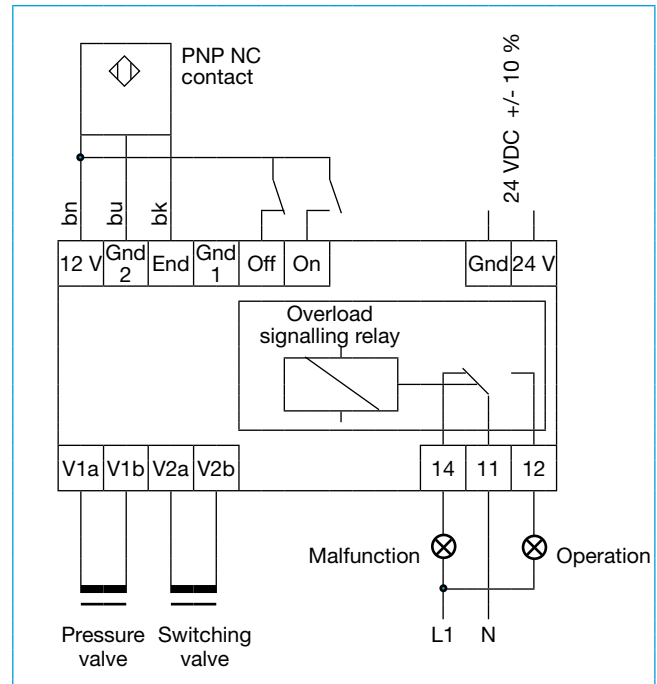 PNP NC
contact
24 VDC +/- 10 %
bn
bu
bk
12 V
Gnd
2
End
Gnd
1
Off
On
Gnd
24 V
Overload
signalling relay
V1a
V1b
V2a
V2b
14
11
12
Malfunction
Operation
Pressure
valve
Switching
valve
L1
N